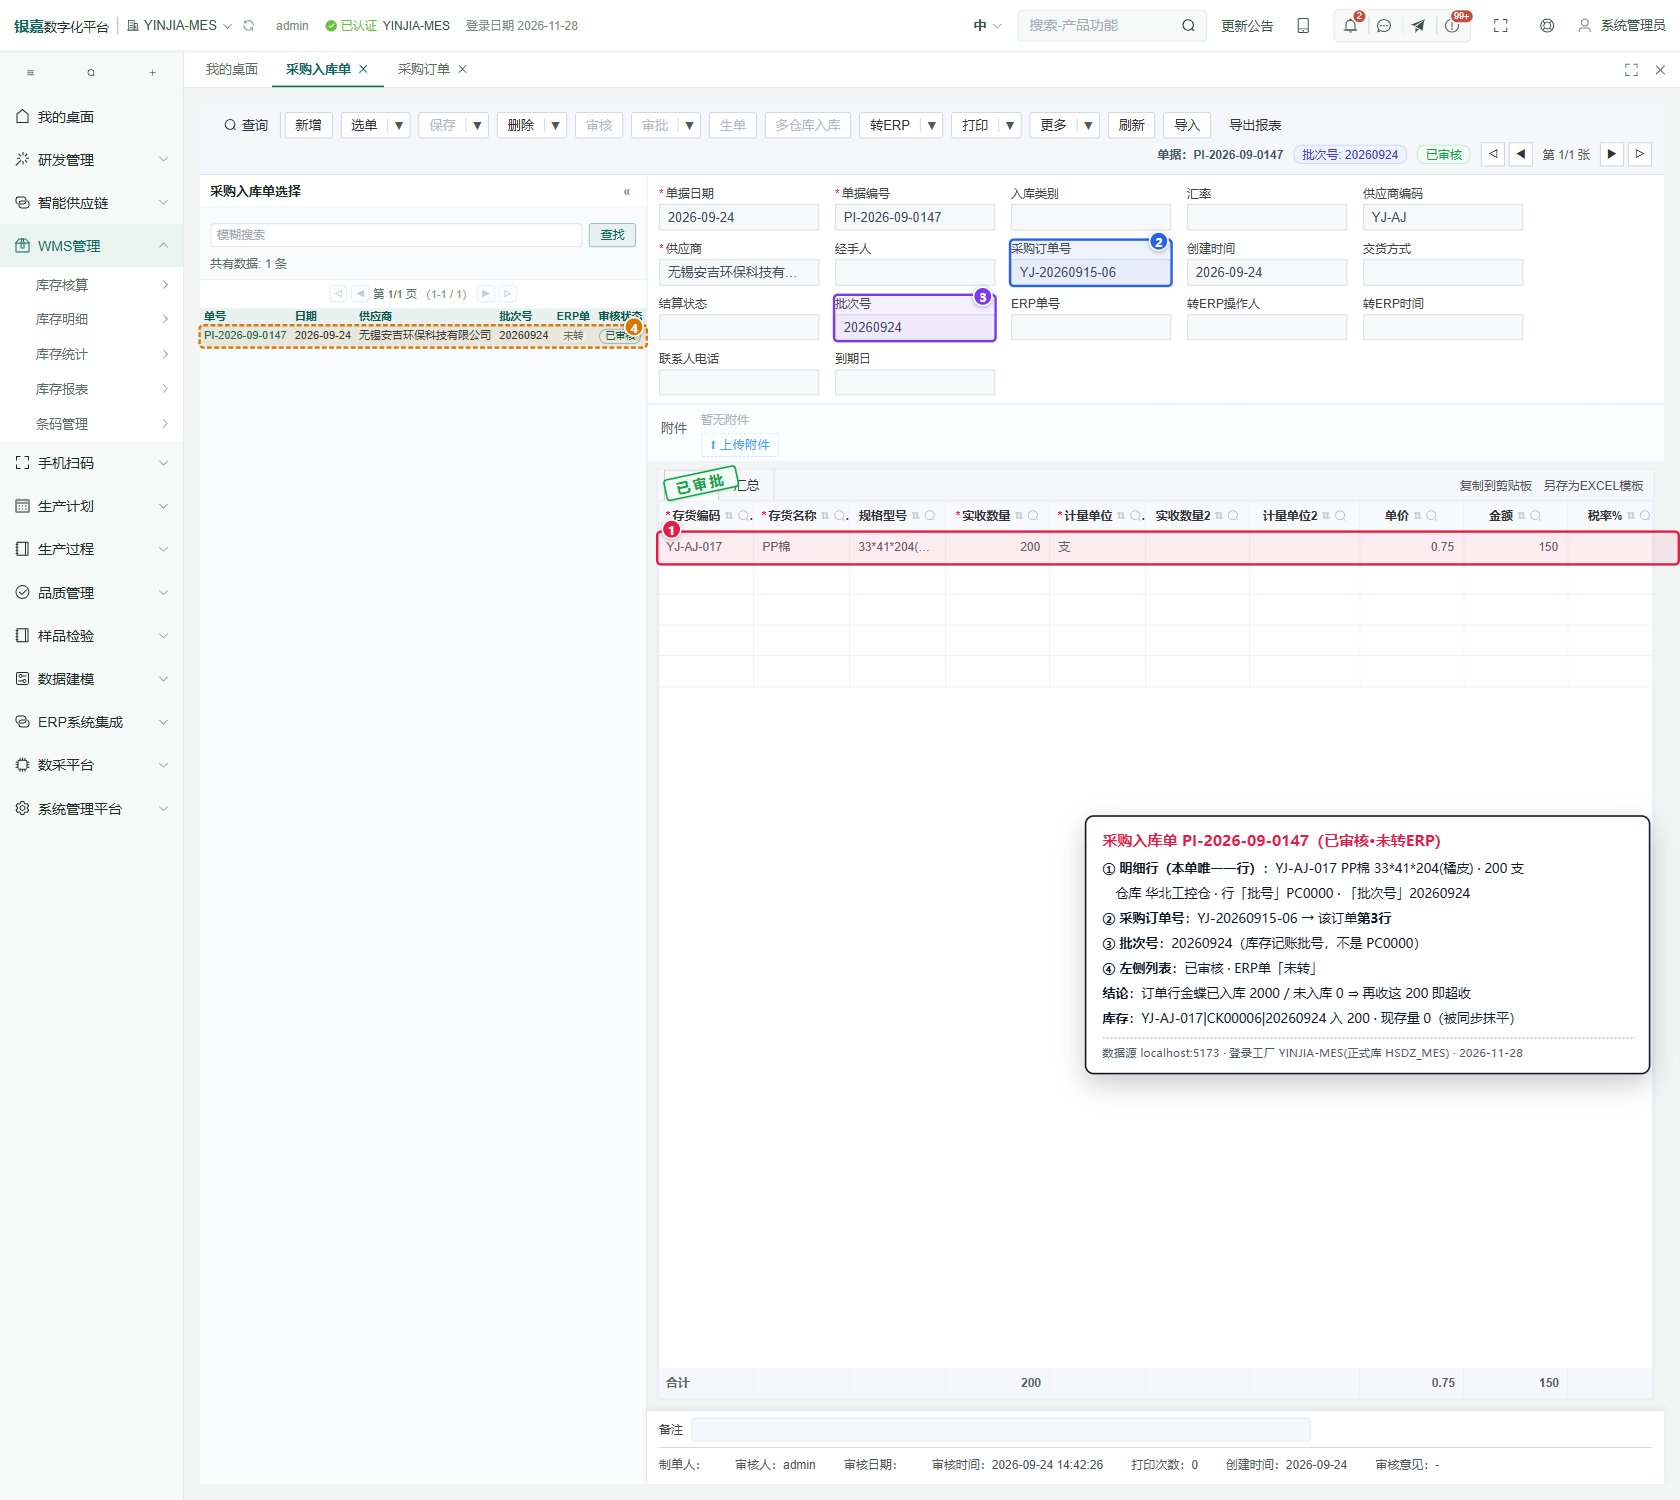 银嘉数字化平台 YINJIA-MES admin 已认证 YINJIA-MES 登录日期 2026-11-28 中 搜索-产品功能 更新公告 2 99+ 系统管理员
我的桌面 采购入库单 采购订单
我的桌面
研发管理
智能供应链
WMS管理
库存核算
库存明细
库存统计
库存报表
条码管理
手机扫码
生产计划
生产过程
品质管理
样品检验
数据建模
ERP系统集成
数采平台
系统管理平台
查询 新增 选单 保存 删除 审核 审批 生单 多仓库入库 转ERP 打印 更多 刷新 导入 导出报表
单据：PI-2026-09-0147 批次号: 20260924 已审核 第 1/1 张
采购入库单选择 «
模糊搜索 查找
共有数据: 1 条
第 1/1 页 (1-1 / 1)
单号 日期 供应商 批次号 ERP单 审核状态
PI-2026-09-0147 2026-09-24 无锡安吉环保科技有限公司 20260924 未转 已审核
4
*单据日期 *单据编号 入库类别 汇率 供应商编码
2026-09-24 PI-2026-09-0147 YJ-AJ
*供应商 经手人 采购订单号 2 创建时间 交货方式
无锡安吉环保科技有... YJ-20260915-06 2026-09-24
结算状态 批次号 3 ERP单号 转ERP操作人 转ERP时间
20260924
联系人电话 到期日
附件 暂无附件
上传附件
已审批 汇总 复制到剪贴板 另存为EXCEL模板
*存货编码 *存货名称 规格型号 *实收数量 *计量单位 实收数量2 计量单位2 单价 金额 税率%
1
YJ-AJ-017 PP棉 33*41*204(... 200 支 0.75 150
采购入库单 PI-2026-09-0147（已审核·未转ERP）
① 明细行（本单唯一一行）：YJ-AJ-017 PP棉 33*41*204(橘皮) · 200 支
仓库 华北工控仓 · 行「批号」PC0000 · 「批次号」20260924
② 采购订单号：YJ-20260915-06 → 该订单第3行
③ 批次号：20260924（库存记账批号，不是 PC0000）
④ 左侧列表：已审核 · ERP单「未转」
结论：订单行金蝶已入库 2000 / 未入库 0 ⇒ 再收这 200 即超收
库存：YJ-AJ-017|CK00006|20260924 入 200 · 现存量 0（被同步抹平）
数据源 localhost:5173 · 登录工厂 YINJIA-MES(正式库 HSDZ_MES) · 2026-11-28
合计 200 0.75 150
备注
制单人： 审核人：admin 审核日期： 审核时间：2026-09-24 14:42:26 打印次数：0 创建时间：2026-09-24 审核意见：-